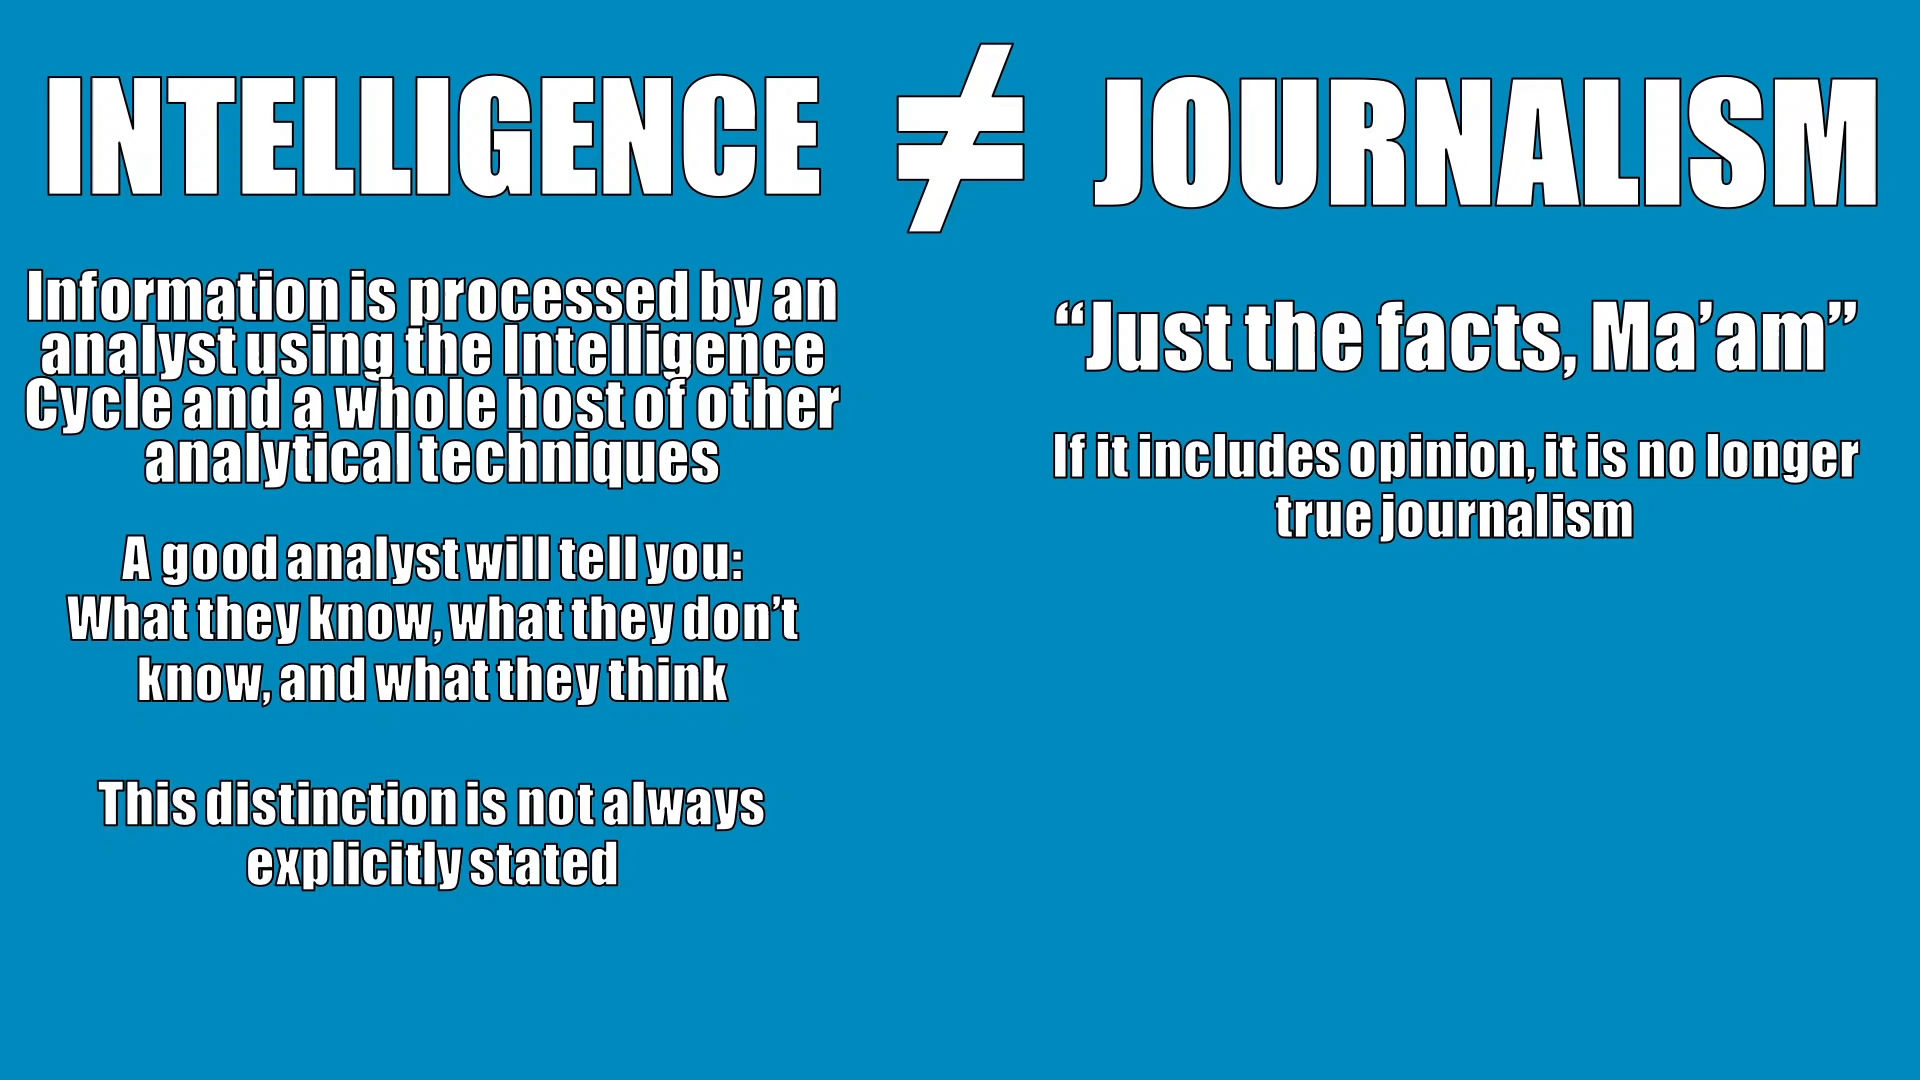 INTELLIGENCE ≠ JOURNALISM
Information is processed by an
analyst using the Intelligence
Cycle and a whole host of other
analytical techniques
A good analyst will tell you:
What they know, what they don’t
know, and what they think
This distinction is not always
explicitly stated
“Just the facts, Ma’am”
If it includes opinion, it is no longer
true journalism